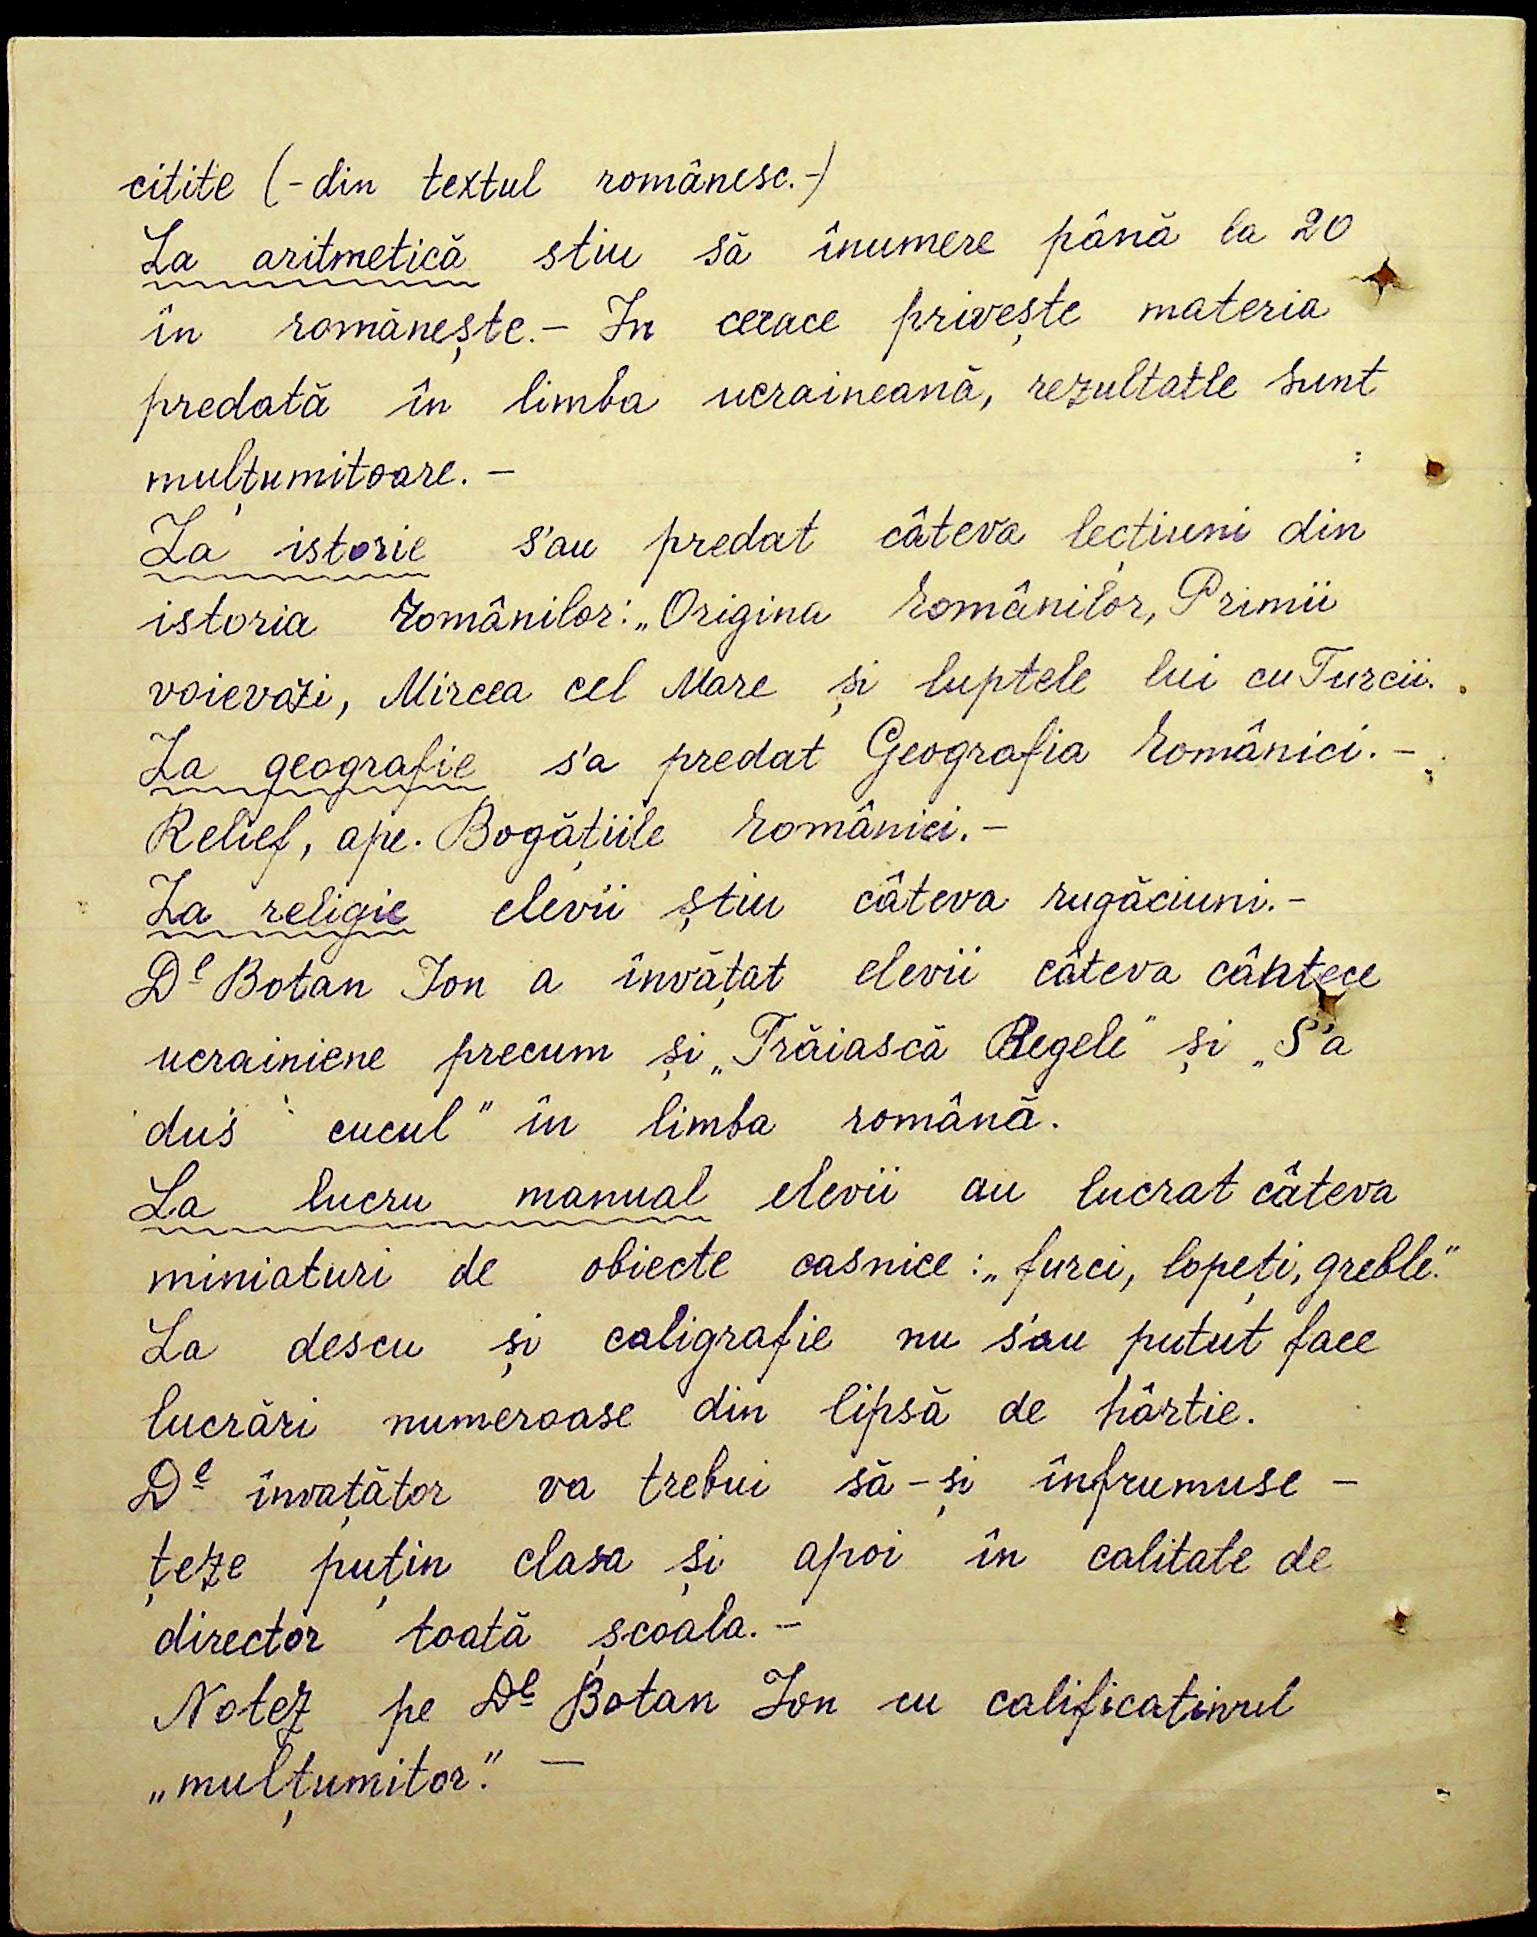 citite (-din textul românesc.-)
La aritmetică stiu să înumere până la 20
în românește.- In ceeace privește materia
predată în limba ucraineană, rezultatle sunt
mulțumitoare. -
La istorie s'au predat câteva lecțiuni din
istoria românilor: „Origina românilor, Primii
voievozi, Mircea cel Mare și luptele lui cu Turcii.
La geografie s'a predat Geografia României. -
Relief, ape. Bogățiile României. -
La religie elevii știu câteva rugăciuni. -
Dl Botan Ion a învățat elevii câteva cântece
ucrainiene precum și „Trăiască Regele" și „S'a
dus cucul" în limba română.
La lucru manual elevii au lucrat câteva
miniaturi de obiecte casnice: „furci, lopeți, greble."
La descu și caligrafie nu s'au putut face
lucrări numeroase din lipsă de hârtie.
Dl învațător va trebui să-și înfrumuse -
țeze puțin clasa și apoi în calitate de
director toată școala. -
Notez pe Dl Botan Ion cu calificativul
„mulțumitor". -